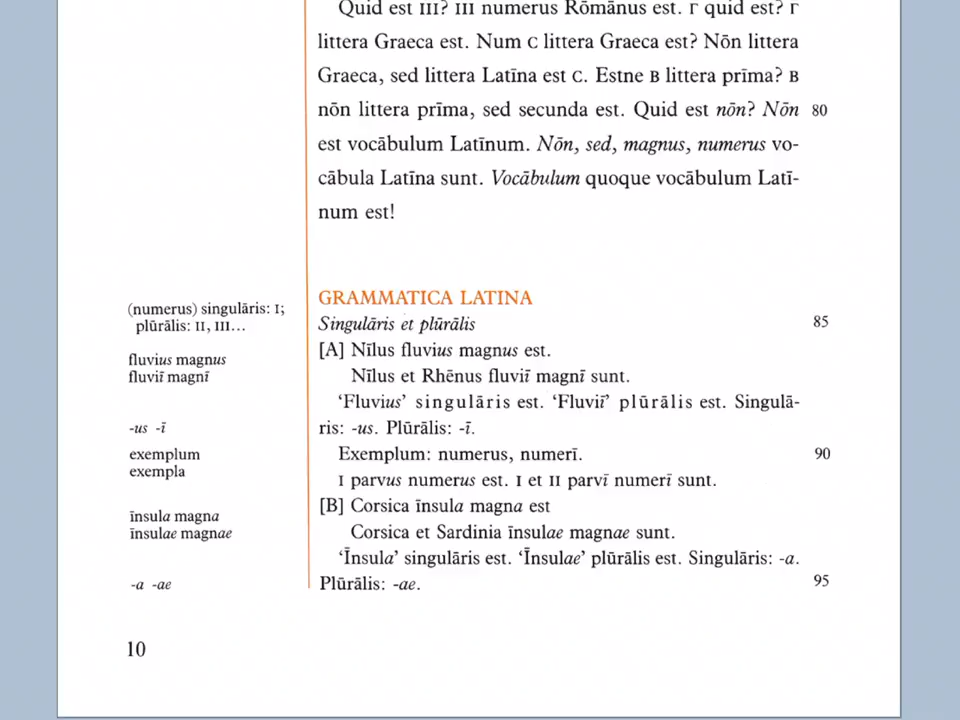 Quid est III? III numerus Rōmānus est. Γ quid est? Γ
littera Graeca est. Num C littera Graeca est? Nōn littera
Graeca, sed littera Latīna est C. Estne B littera prīma? B
nōn littera prīma, sed secunda est. Quid est nōn? Nōn 80
est vocābulum Latīnum. Nōn, sed, magnus, numerus vo-
cābula Latīna sunt. Vocābulum quoque vocābulum Latī-
num est!
GRAMMATICA LATINA
(numerus) singulāris: I;
plūrālis: II, III...
Singulāris et plūrālis 85
[A] Nīlus fluvius magnus est.
fluvius magnus
fluviī magnī
Nīlus et Rhēnus fluviī magnī sunt.
‘Fluvius’ singulāris est. ‘Fluviī’ plūrālis est. Singulā-
-us -ī
ris: -us. Plūrālis: -ī.
exemplum
exempla
Exemplum: numerus, numerī. 90
I parvus numerus est. I et II parvī numerī sunt.
[B] Corsica īnsula magna est
īnsula magna
īnsulae magnae
Corsica et Sardinia īnsulae magnae sunt.
‘Īnsula’ singulāris est. ‘Īnsulae’ plūrālis est. Singulāris: -a.
-a -ae
Plūrālis: -ae. 95
10